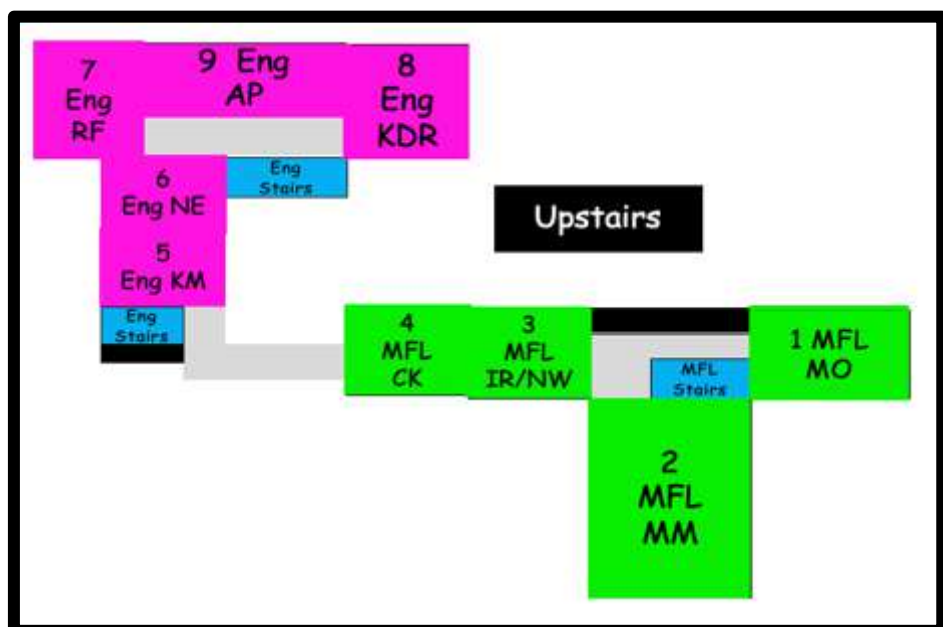 7
Eng
RF
9 Eng
AP
8
Eng
KDR
Eng
Stairs
6
Eng NE
5
Eng KM
Eng
Stairs
Upstairs
4
MFL
CK
3
MFL
IR/NW
MFL
Stairs
1 MFL
MO
2
MFL
MM